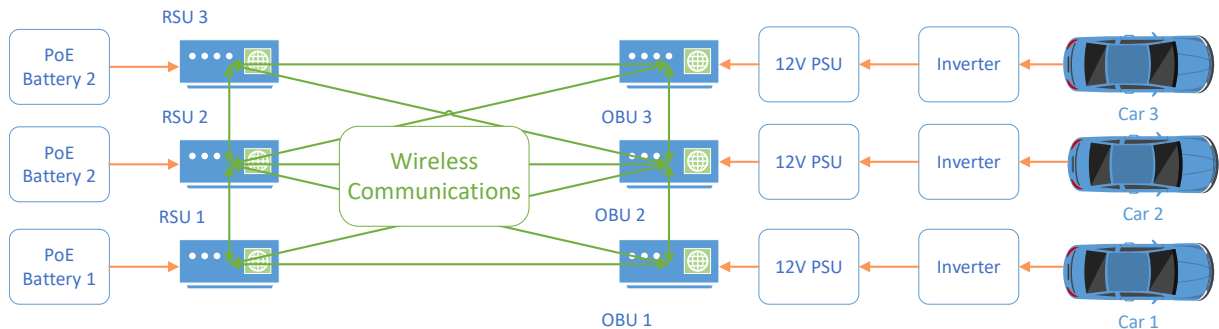 RSU 3
PoE
Battery 2
12V PSU
Inverter
Car 3
RSU 2
OBU 3
PoE
Battery 2
Wireless
Communications
12V PSU
Inverter
Car 2
RSU 1
OBU 2
PoE
Battery 1
12V PSU
Inverter
Car 1
OBU 1